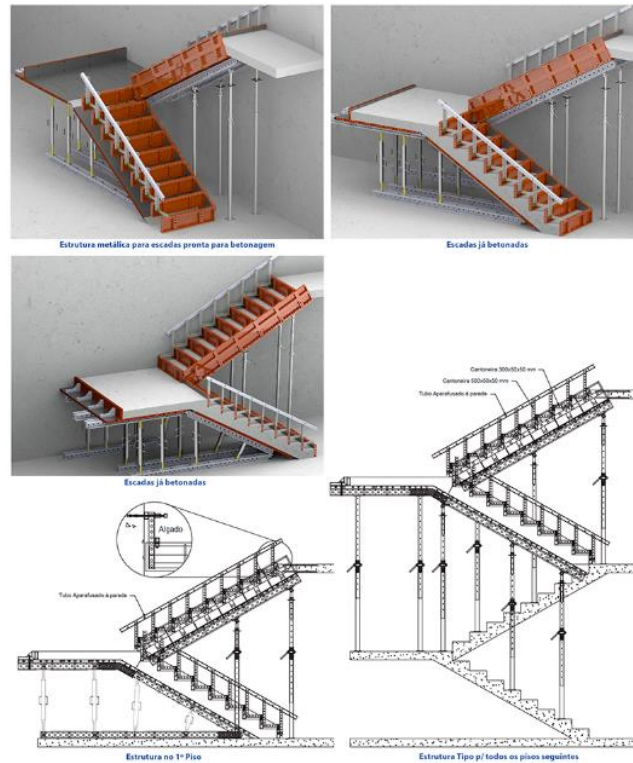 Estrutura metálica para escadas pronta para betonagem
Escadas já betonadas
Escadas já betonadas
Cantoneira 300x50x50 mm
Cantoneira 500x50x50 mm
Tubo Aparafusado à parede
Alçado
Tubo Aparafusado à parede
Estrutura no 1º Piso
Estrutura Tipo p/ todos os pisos seguintes